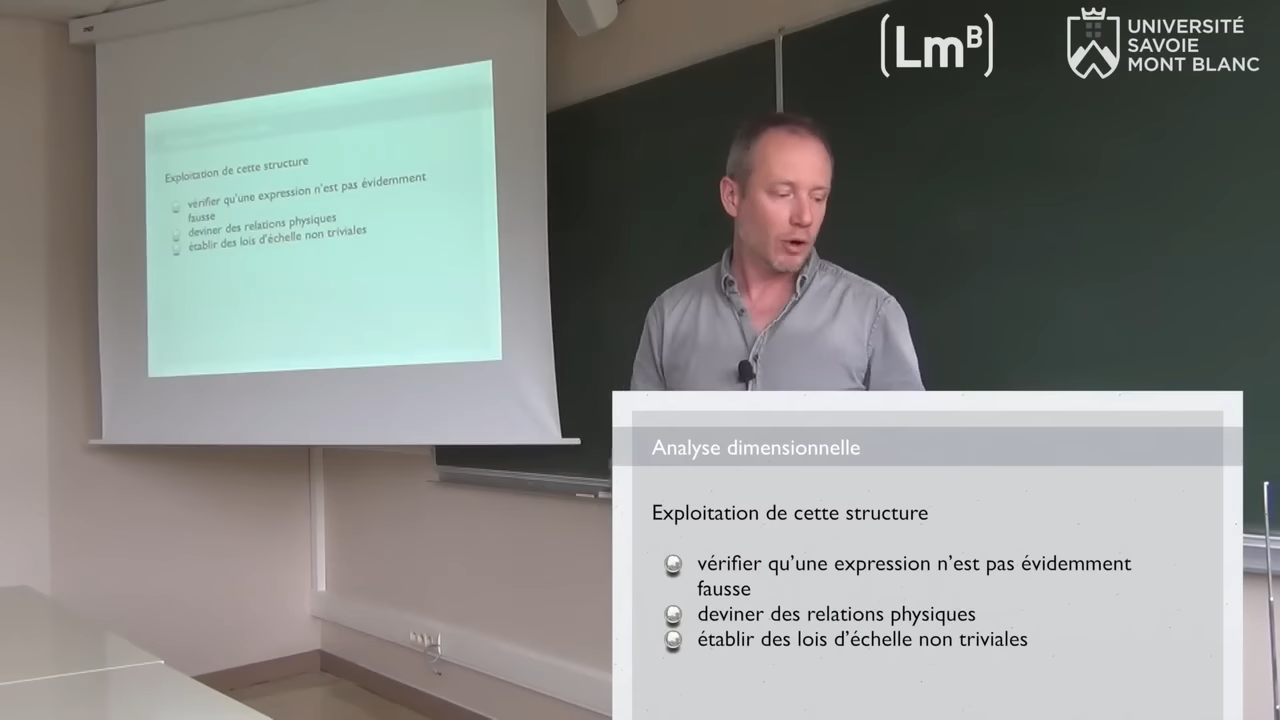 (Lmᴮ)
UNIVERSITÉ
SAVOIE
MONT BLANC
Exploitation de cette structure
vérifier qu'une expression n'est pas évidemment
fausse
deviner des relations physiques
établir des lois d'échelle non triviales
Analyse dimensionnelle
Exploitation de cette structure
vérifier qu'une expression n'est pas évidemment
fausse
deviner des relations physiques
établir des lois d'échelle non triviales